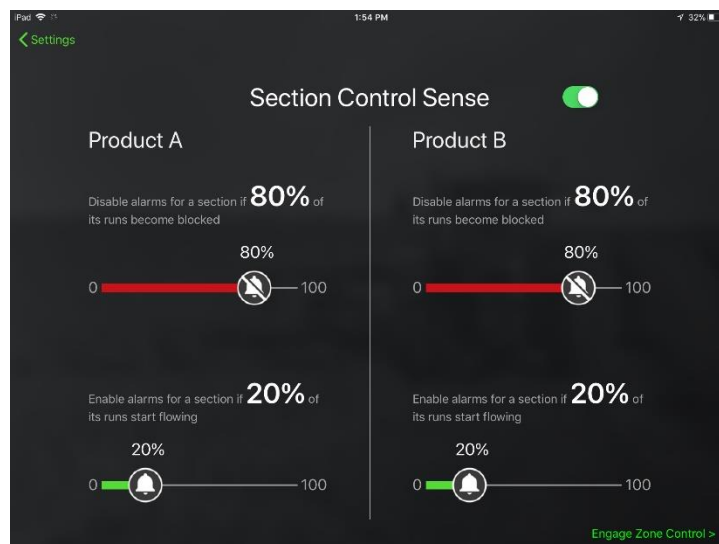 iPad 1:54 PM 32%
Settings
Section Control Sense
Product A
Disable alarms for a section if 80% of
its runs become blocked
80%
0 100
Enable alarms for a section if 20% of
its runs start flowing
20%
0 100
Product B
Disable alarms for a section if 80% of
its runs become blocked
80%
0 100
Enable alarms for a section if 20% of
its runs start flowing
20%
0 100
Engage Zone Control >